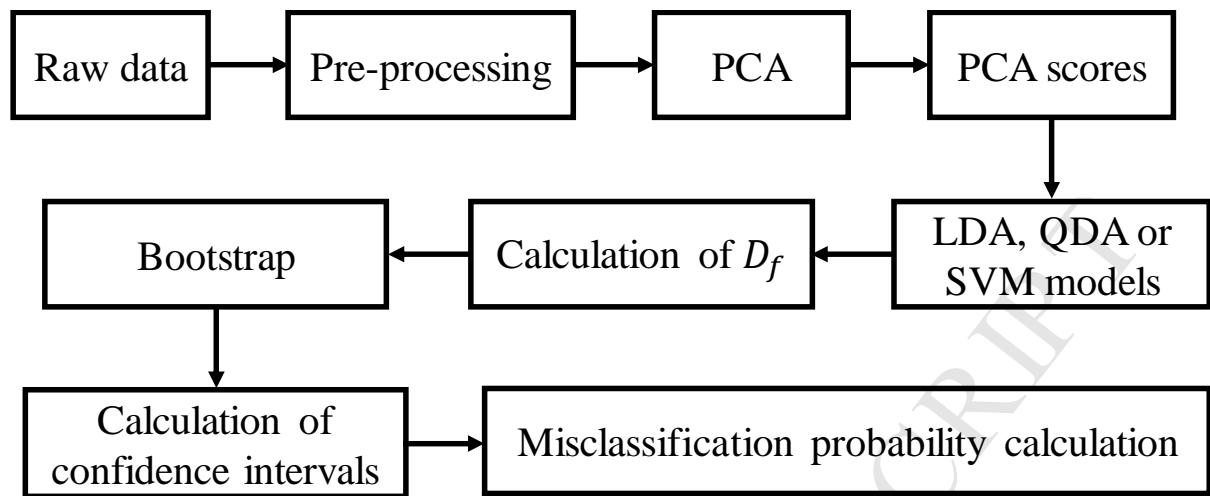 Raw data
Pre-processing
PCA
PCA scores
LDA, QDA or
SVM models
Calculation of D_f
Bootstrap
Calculation of
confidence intervals
Misclassification probability calculation
CRIPT